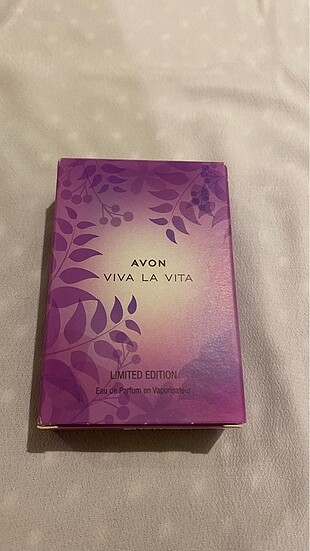 AVON
VIVA LA VITA
LIMITED EDITION
Eau de Parfum en Vaporisateur